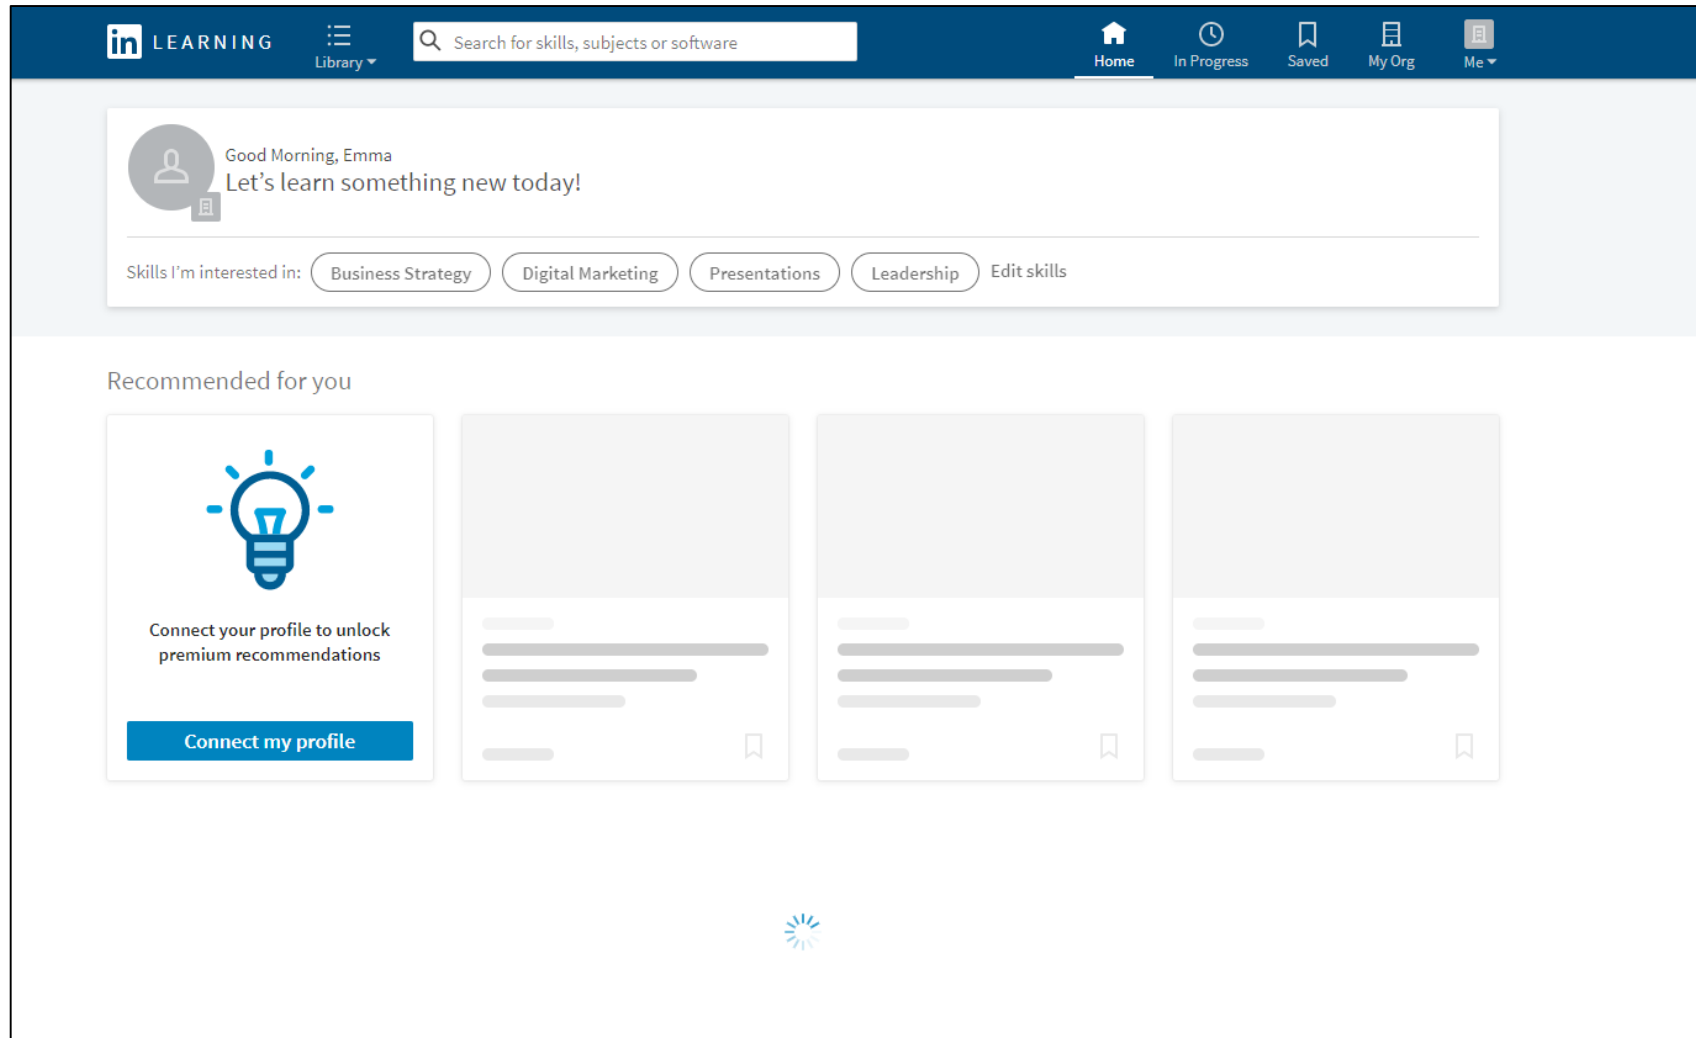 in LEARNING
Library
Search for skills, subjects or software
Home
In Progress
Saved
My Org
Me
Good Morning, Emma
Let's learn something new today!
Skills I'm interested in: Business Strategy Digital Marketing Presentations Leadership Edit skills
Recommended for you
Connect your profile to unlock
premium recommendations
Connect my profile